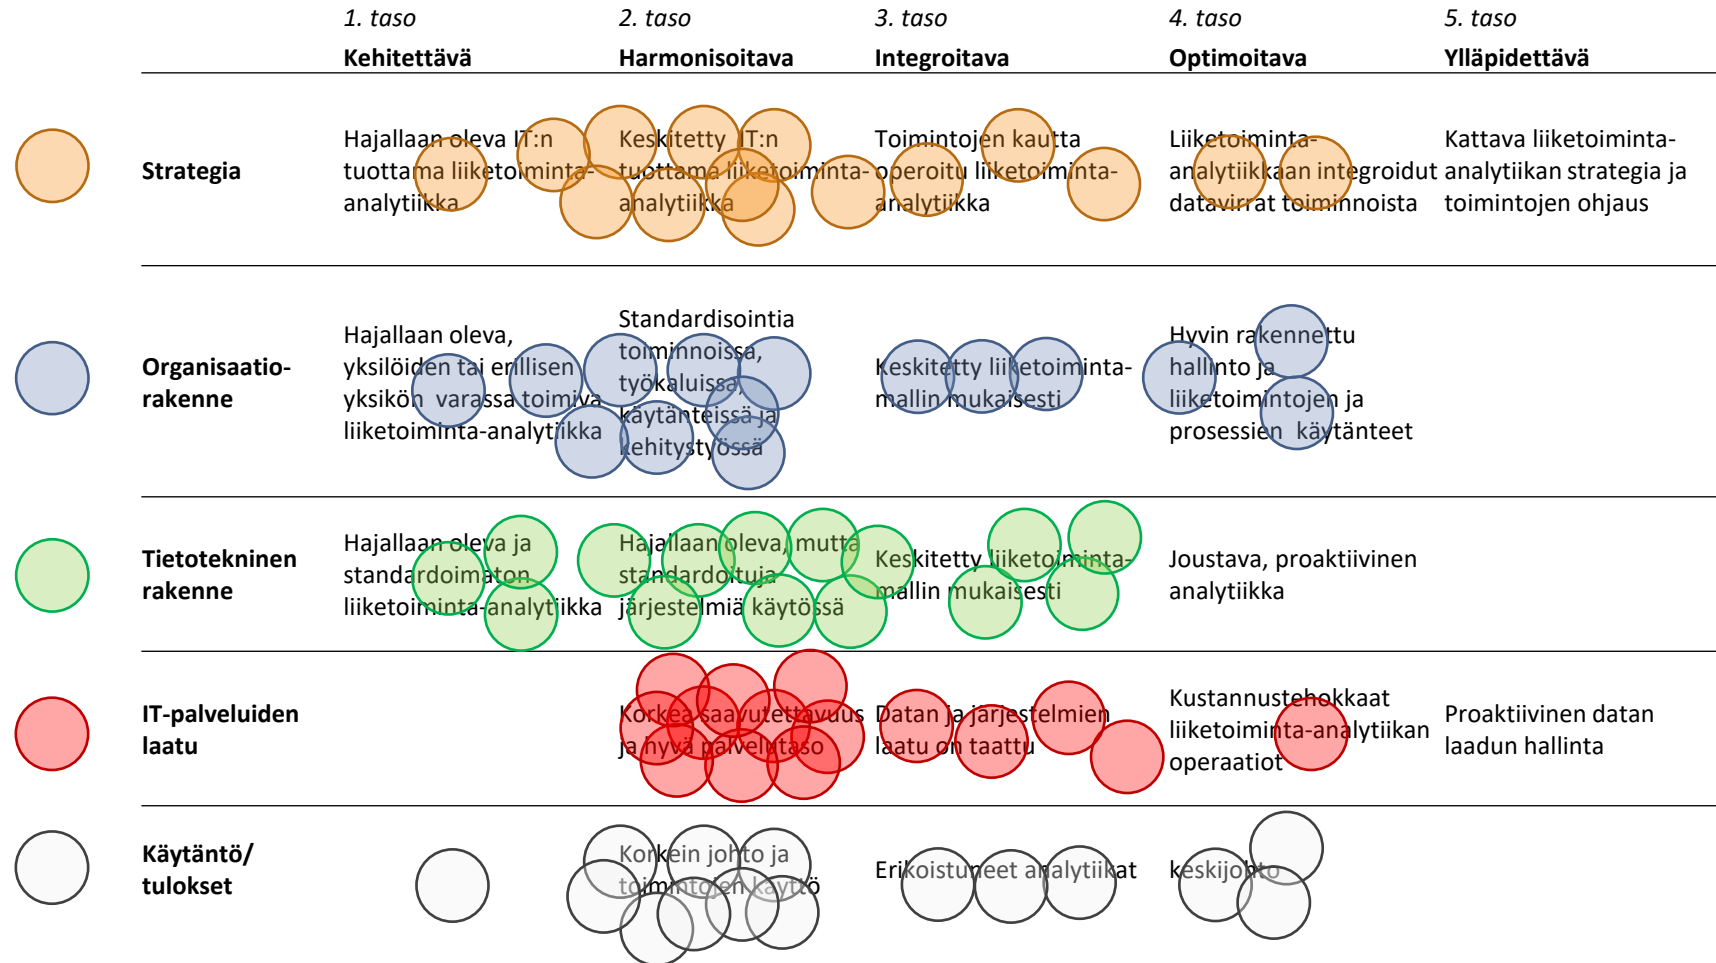 1. taso
2. taso
3. taso
4. taso
5. taso
Kehitettävä
Harmonisoitava
Integroitava
Optimoitava
Ylläpidettävä
Strategia
Hajallaan oleva IT:n
tuottama liiketoiminta-
analytiikka
Keskitetty IT:n
tuottama liiketoiminta-
analytiikka
Toimintojen kautta
operoitu liiketoiminta-
analytiikka
Liiketoiminta-
analytiikkaan integroidut
datavirrat toiminnoista
Kattava liiketoiminta-
analytiikan strategia ja
toimintojen ohjaus
Organisaatio-
rakenne
Hajallaan oleva,
yksilöiden tai erillisen
yksikön varassa toimiva
liiketoiminta-analytiikka
Standardisointia
toiminnoissa,
työkaluissa,
käytänteissä ja
kehitystyössä
Keskitetty liiketoiminta-
mallin mukaisesti
Hyvin rakennettu
hallinto ja
liiketoimintojen ja
prosessien käytänteet
Tietotekninen
rakenne
Hajallaan oleva ja
standardoimaton
liiketoiminta-analytiikka
Hajallaan oleva, mutta
standardoituja
järjestelmiä käytössä
Keskitetty liiketoiminta-
mallin mukaisesti
Joustava, proaktiivinen
analytiikka
IT-palveluiden
laatu
Korkea saavutettavuus
ja hyvä palvelutaso
Datan ja järjestelmien
laatu on taattu
Kustannustehokkaat
liiketoiminta-analytiikan
operaatiot
Proaktiivinen datan
laadun hallinta
Käytäntö/
tulokset
Korkein johto ja
toimintojen käyttö
Erikoistuneet analytiikat
keskijohto